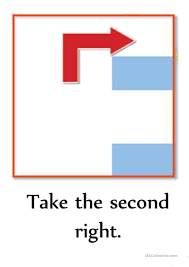 Take the second
right.